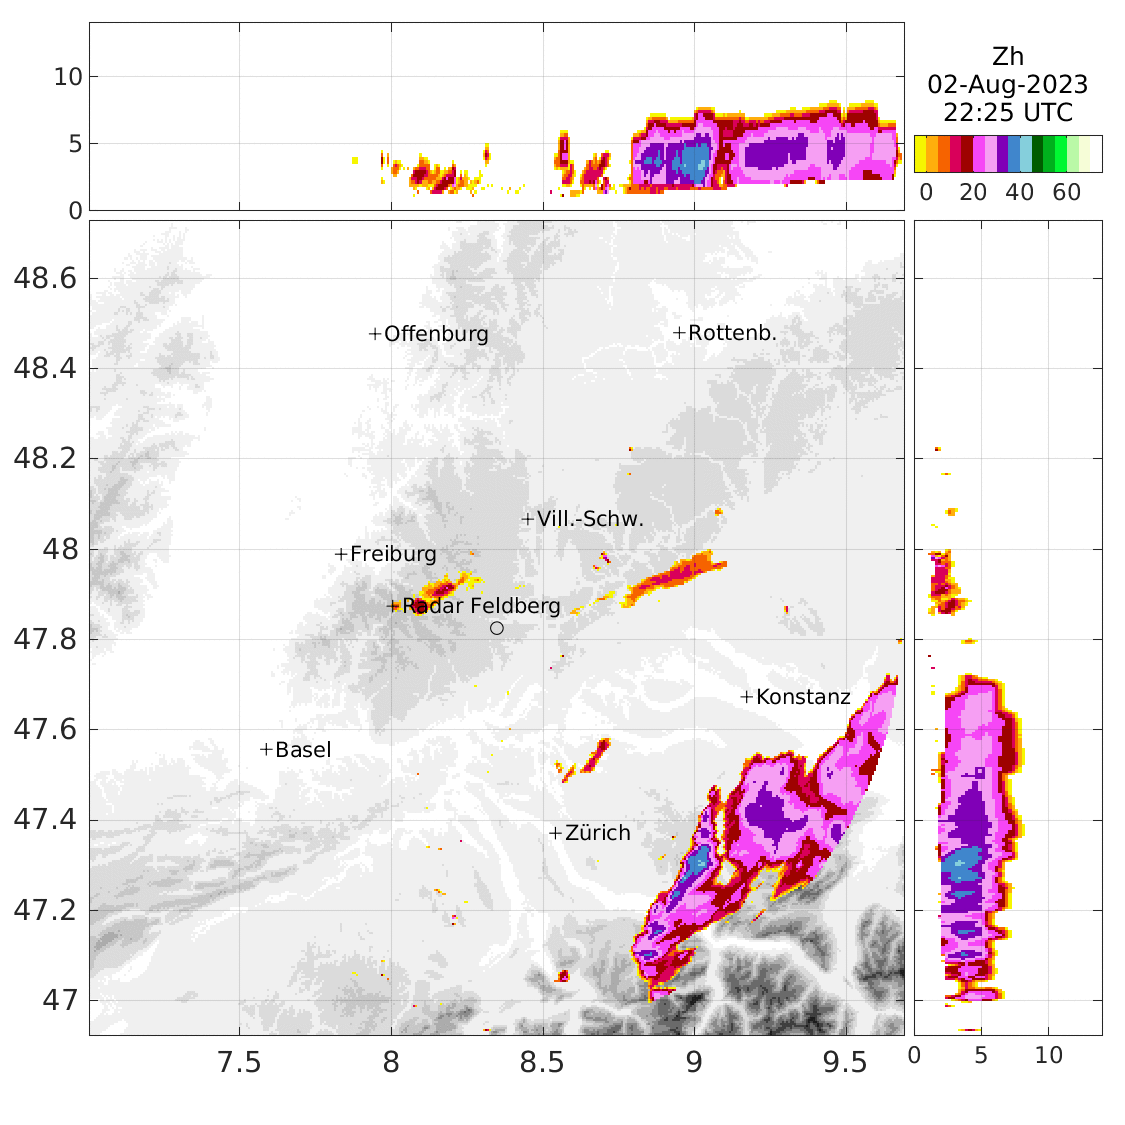 10
5
0
Zh
02-Aug-2023
22:25 UTC
0 20 40 60
48.6
48.4
48.2
48
47.8
47.6
47.4
47.2
47
Offenburg
Rottenb.
Vill.-Schw.
Freiburg
Radar Feldberg
Konstanz
Basel
Zürich
7.5 8 8.5 9 9.5
0 5 10